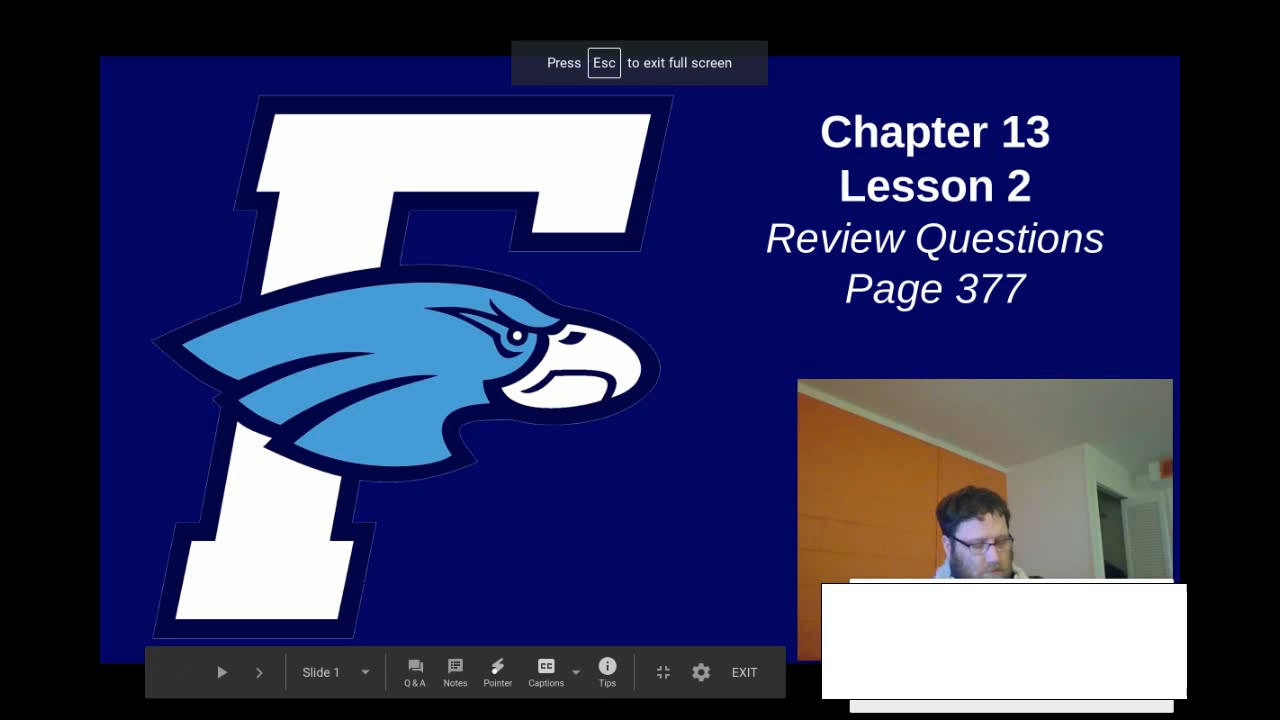 Press Esc to exit full screen
Chapter 13
Lesson 2
Review Questions
Page 377
F
Slide 1
Q & A
Notes
Pointer
Captions
Tips
EXIT
CC